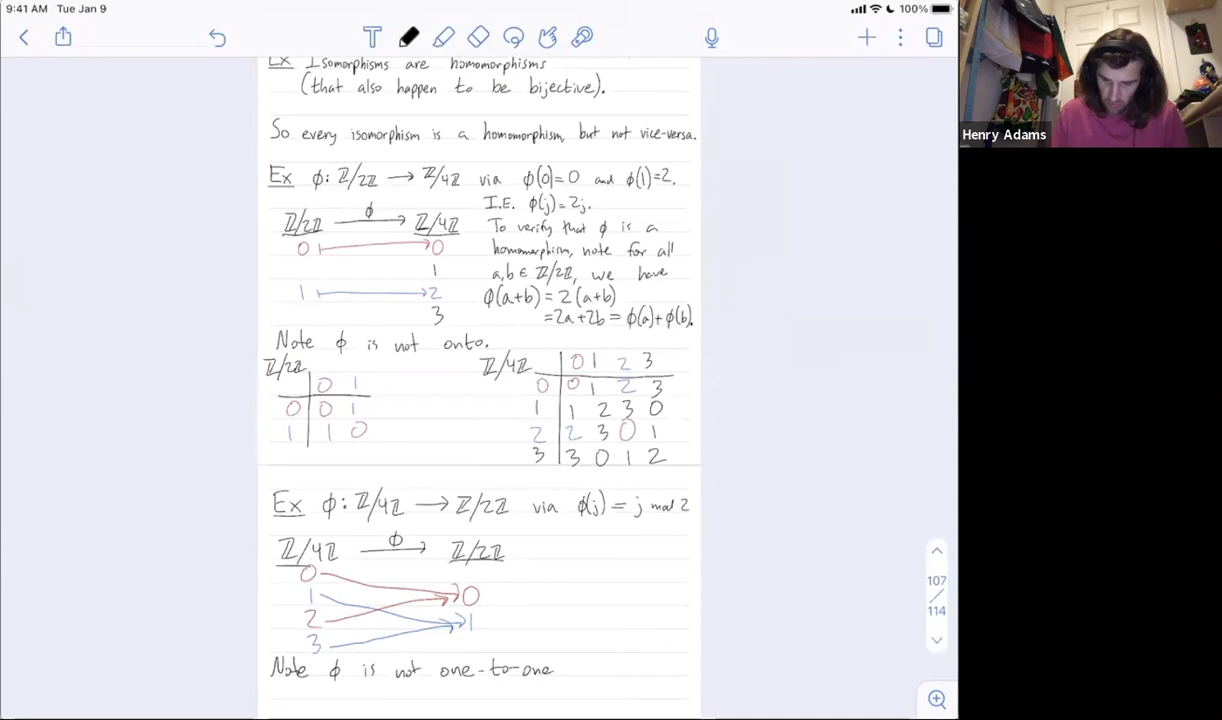 9:41 AM Tue Jan 9
100%
Ex Isomorphisms are homomorphisms
(that also happen to be bijective).
So every isomorphism is a homomorphism, but not vice-versa.
Ex ϕ: ℤ/2ℤ → ℤ/4ℤ via ϕ(0)=0 and ϕ(1)=2.
I.E. ϕ(j)=2j.
ℤ/2ℤ ϕ→ ℤ/4ℤ
0 ↦ 0
1
1 ↦ 2
3
To verify that ϕ is a
homomorphism, note for all
a,b ∈ ℤ/2ℤ, we have
ϕ(a+b) = 2(a+b)
=2a+2b = ϕ(a)+ϕ(b).
Note ϕ is not onto.
ℤ/2ℤ
0 1
0 0 1
1 1 0
ℤ/4ℤ 0 1 2 3
0 0 1 2 3
1 1 2 3 0
2 2 3 0 1
3 3 0 1 2
Ex ϕ: ℤ/4ℤ → ℤ/2ℤ via ϕ(j) = j mod 2
ℤ/4ℤ ϕ→ ℤ/2ℤ
0
1
2
3
0
1
Note ϕ is not one-to-one
107
/
114
Henry Adams